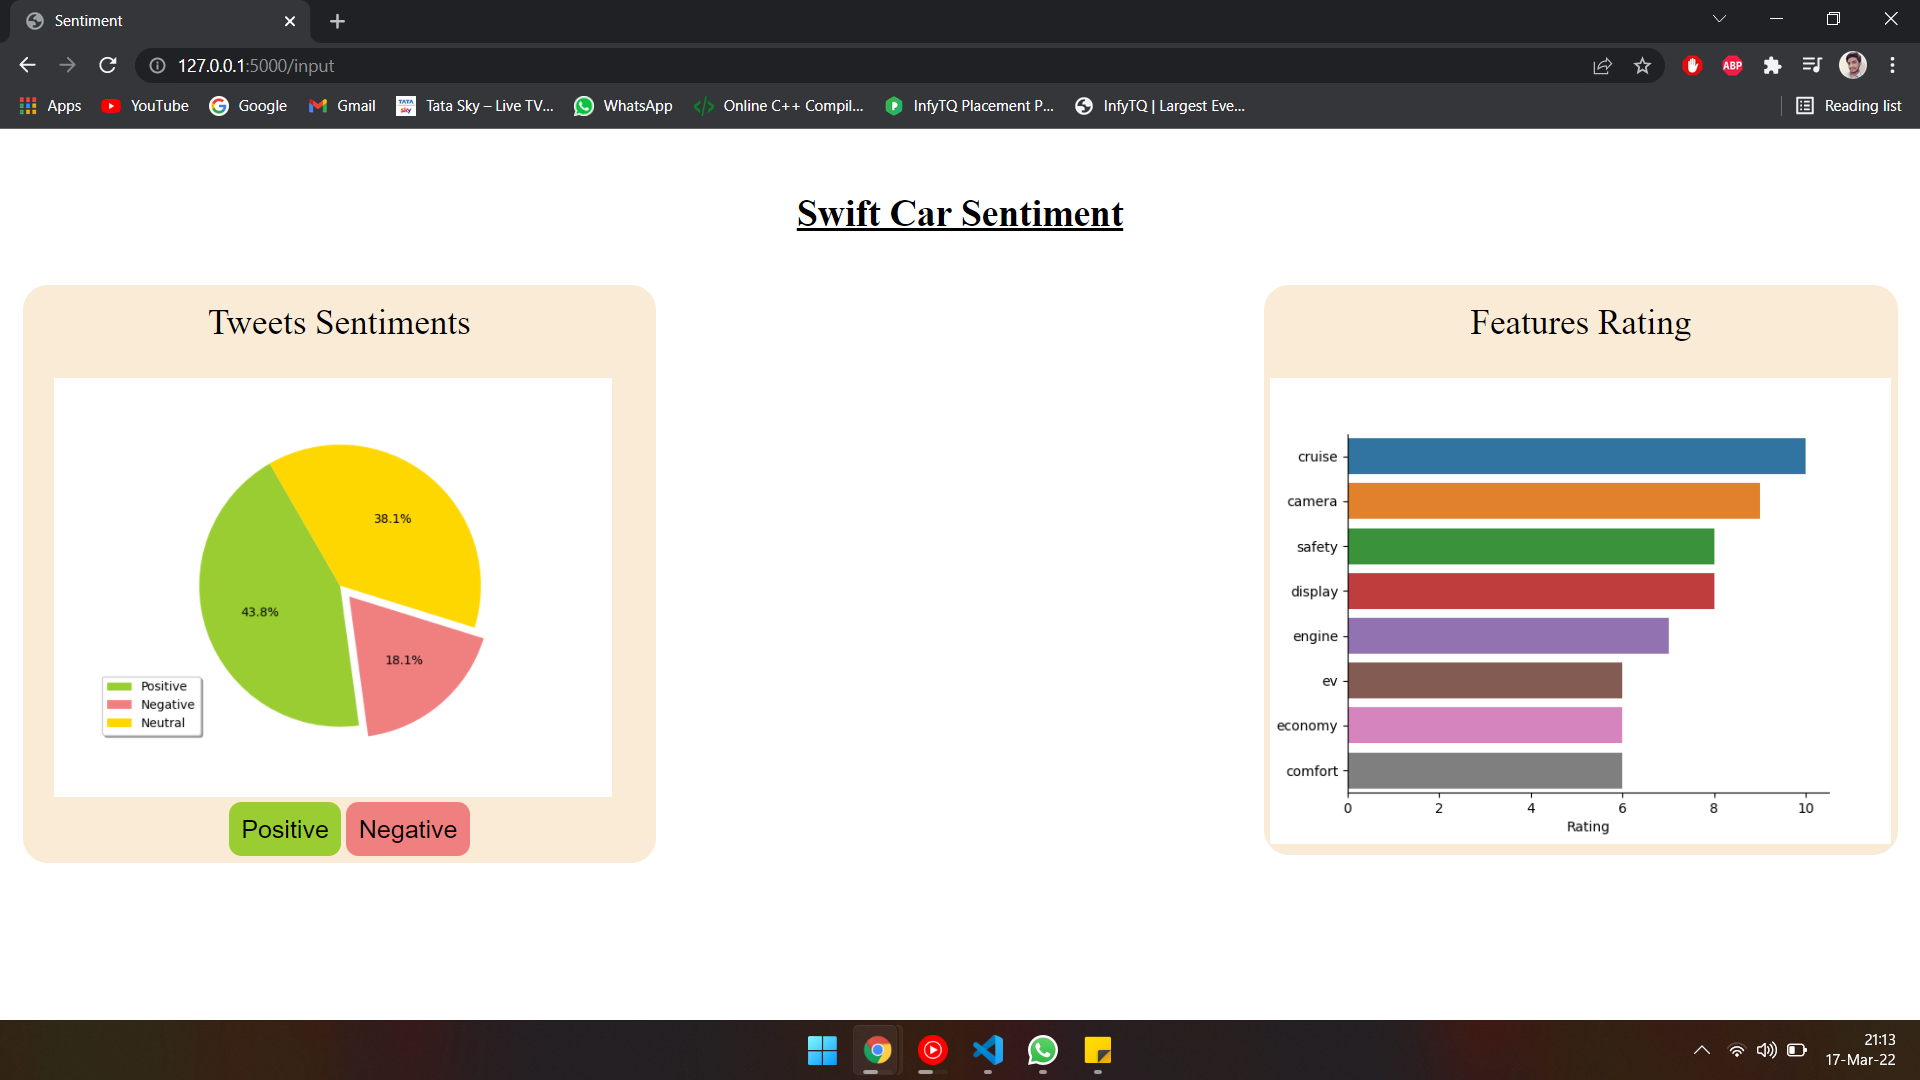 Sentiment
127.0.0.1:5000/input
ABP
Apps
YouTube
Google
Gmail
TATA
sky
Tata Sky – Live TV...
WhatsApp
Online C++ Compil...
InfyTQ Placement P...
InfyTQ | Largest Eve...
Reading list
Swift Car Sentiment
Tweets Sentiments
38.1%
43.8%
18.1%
Positive
Negative
Neutral
Positive Negative
Features Rating
cruise
camera
safety
display
engine
ev
economy
comfort
0 2 4 6 8 10
Rating
21:13
17-Mar-22